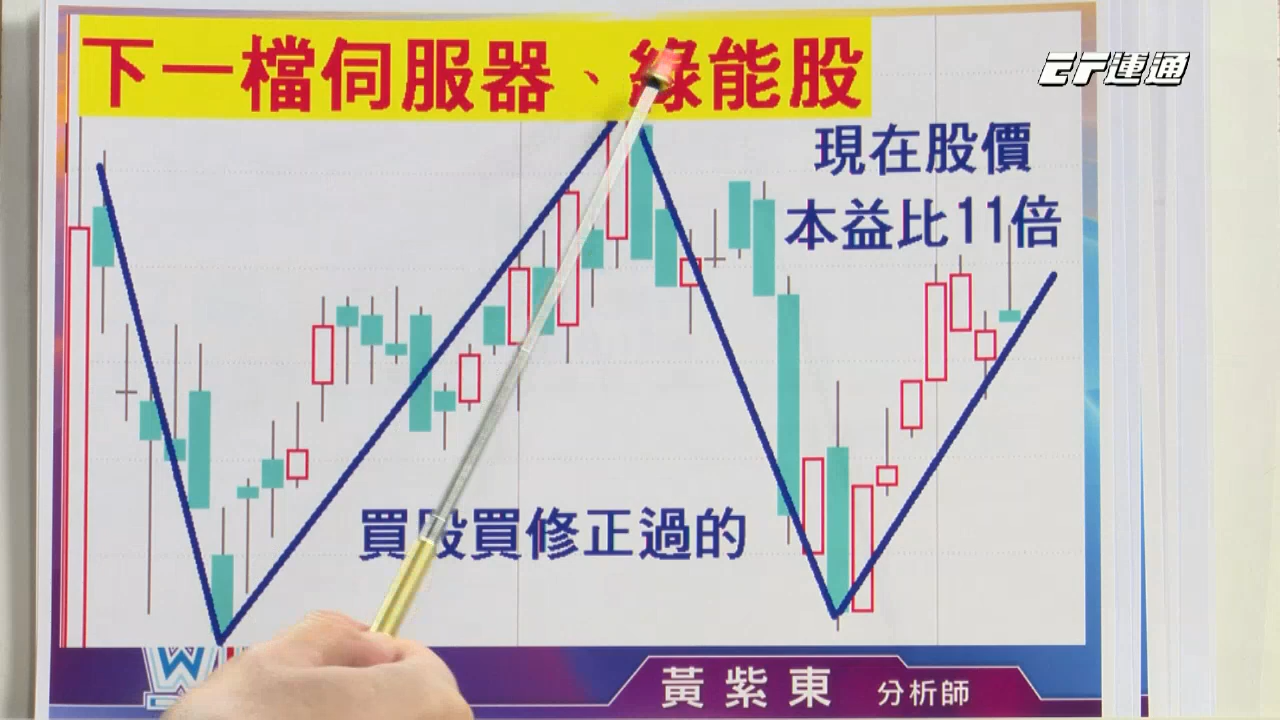 下一檔伺服器、綠能股
EF連通
現在股價
本益比11倍
買股買修正過的
W
黃紫東 分析師